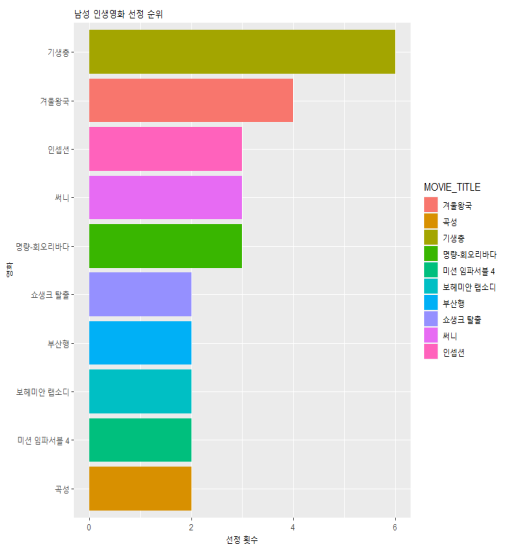 남성 인생영화 선정 순위
기생충
겨울왕국
인셉션
써니
명량-회오리바다
쇼생크 탈출
부산행
보헤미안 랩소디
미션 임파서블 4
곡성
영화
0 2 4 6
선정 횟수
MOVIE_TITLE
겨울왕국
곡성
기생충
명량-회오리바다
미션 임파서블 4
보헤미안 랩소디
부산행
쇼생크 탈출
써니
인셉션